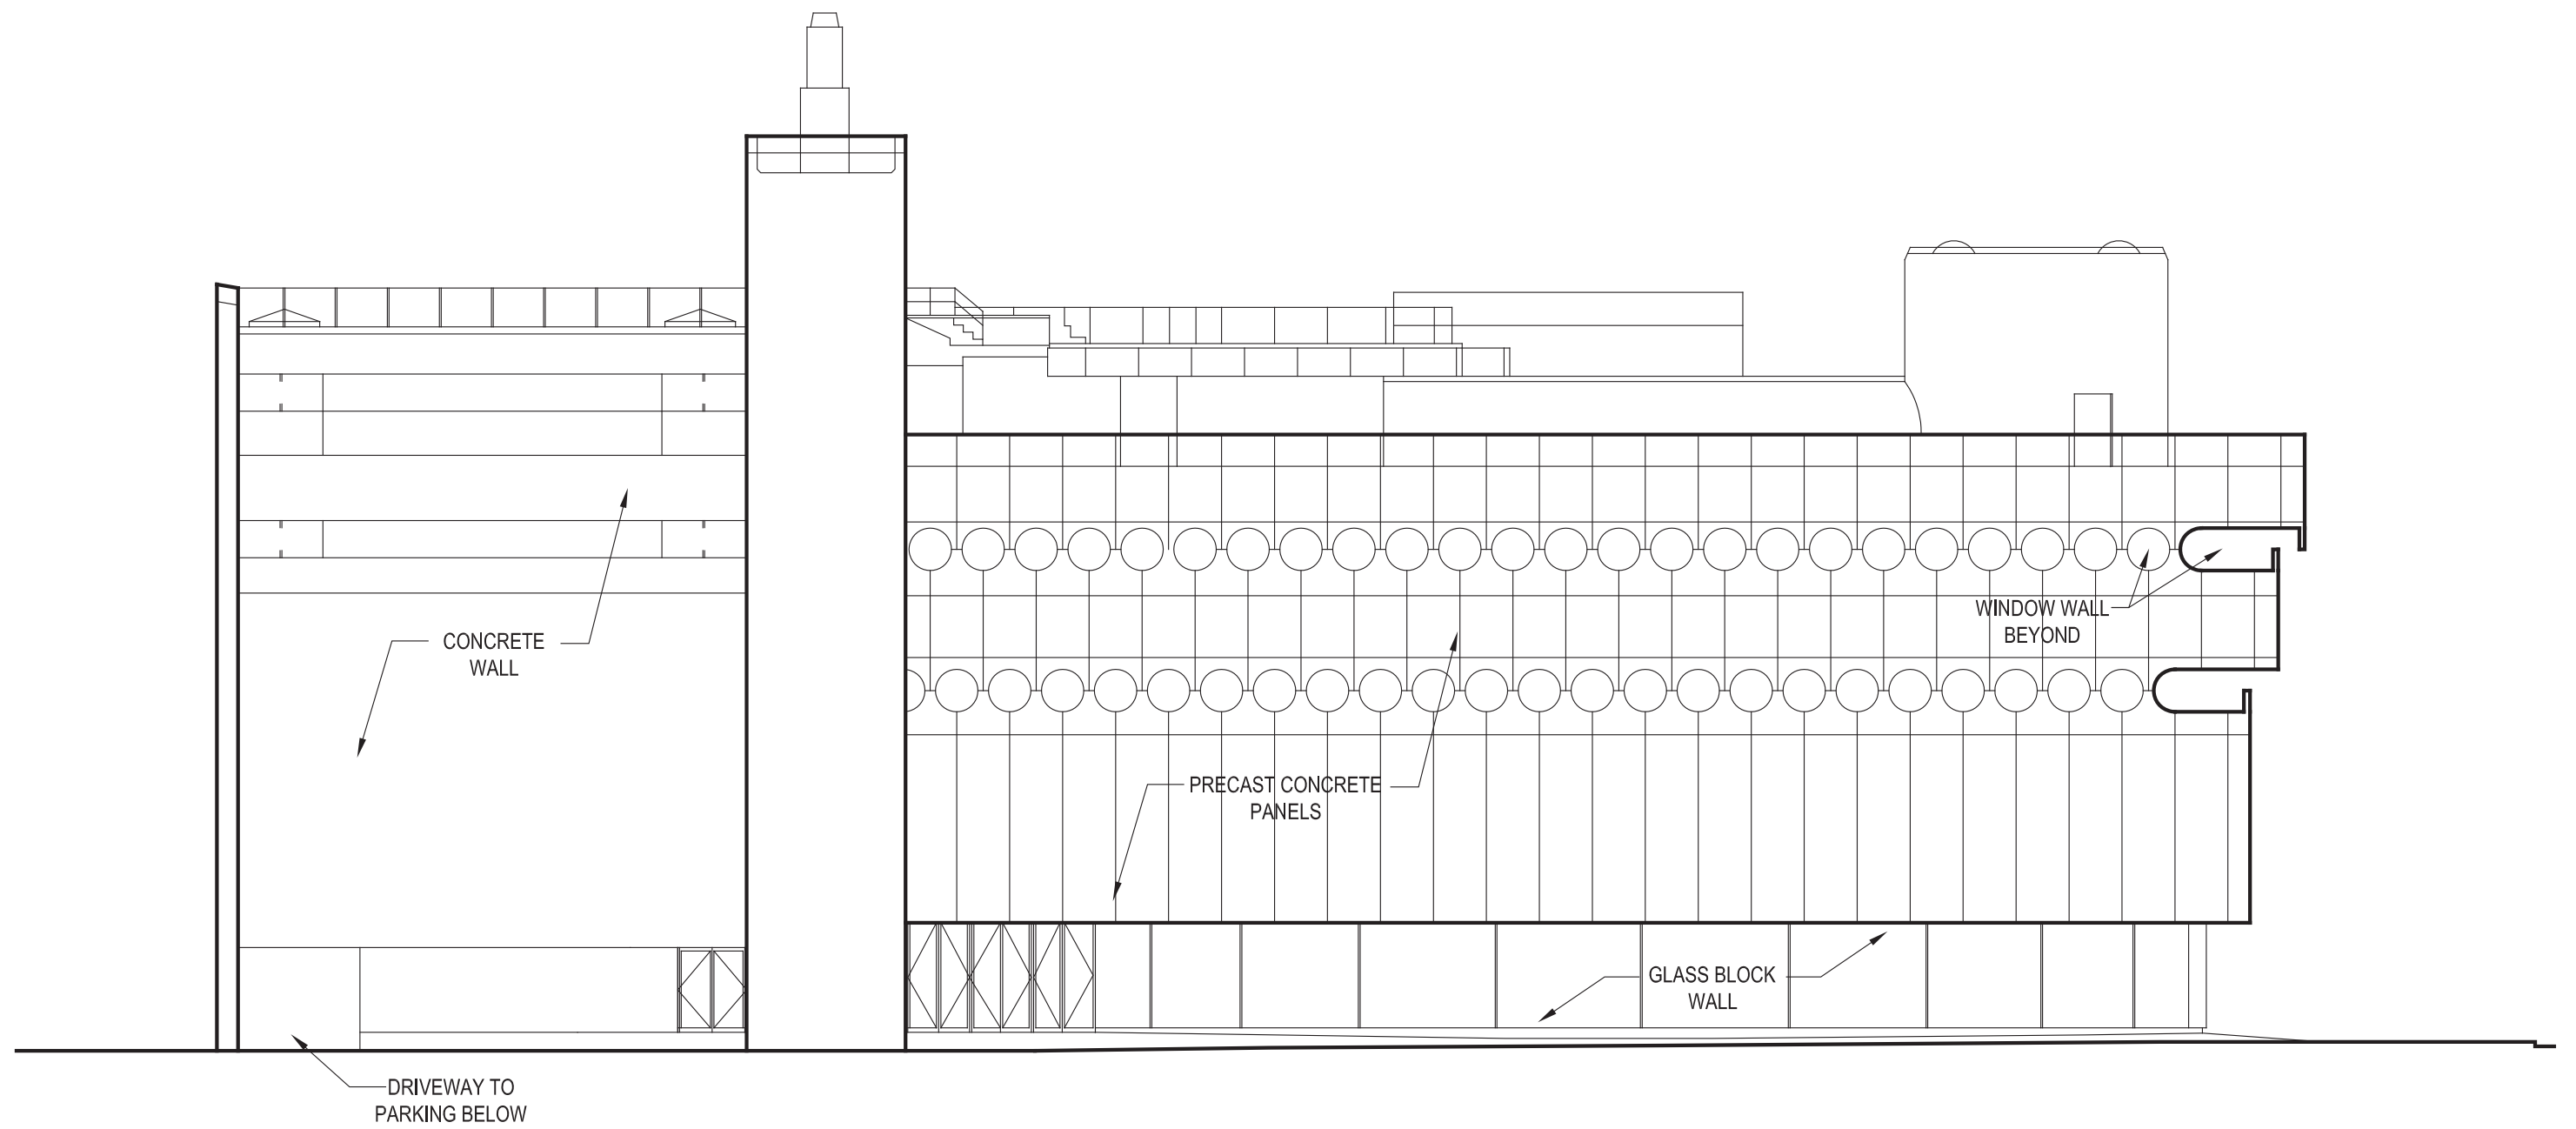 WINDOW WALL
BEYOND
CONCRETE
WALL
PRECAST CONCRETE
PANELS
GLASS BLOCK
WALL
DRIVEWAY TO
PARKING BELOW